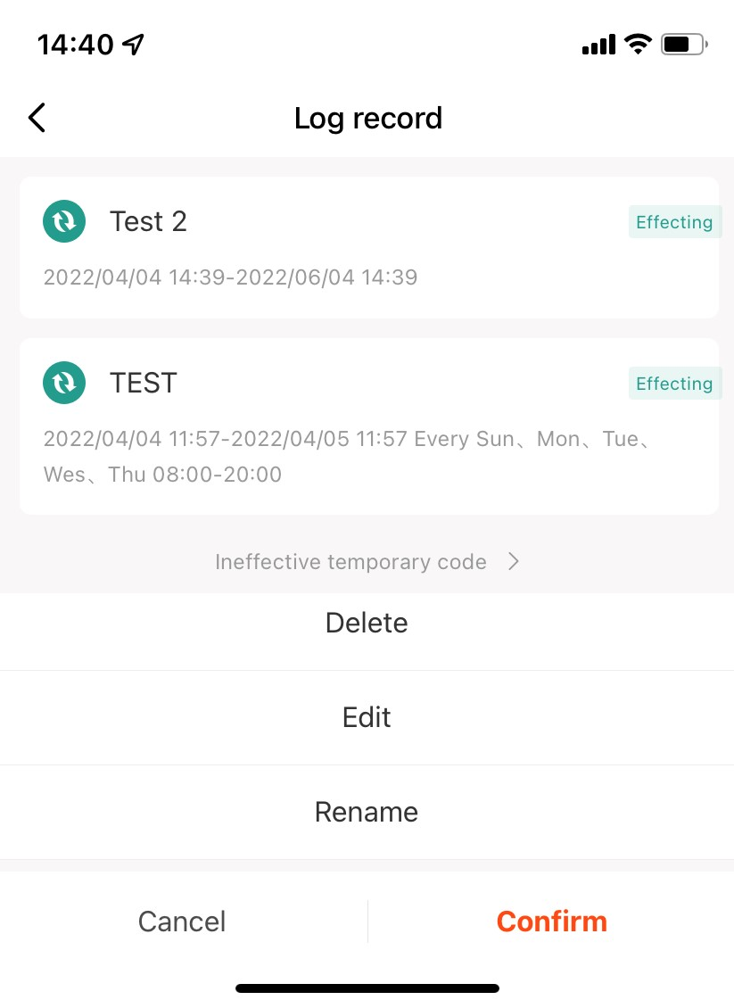 14:40
Log record
Test 2
Effecting
2022/04/04 14:39-2022/06/04 14:39
TEST
Effecting
2022/04/04 11:57-2022/04/05 11:57 Every Sun、Mon、Tue、
Wes、Thu 08:00-20:00
Ineffective temporary code
Delete
Edit
Rename
Cancel
Confirm